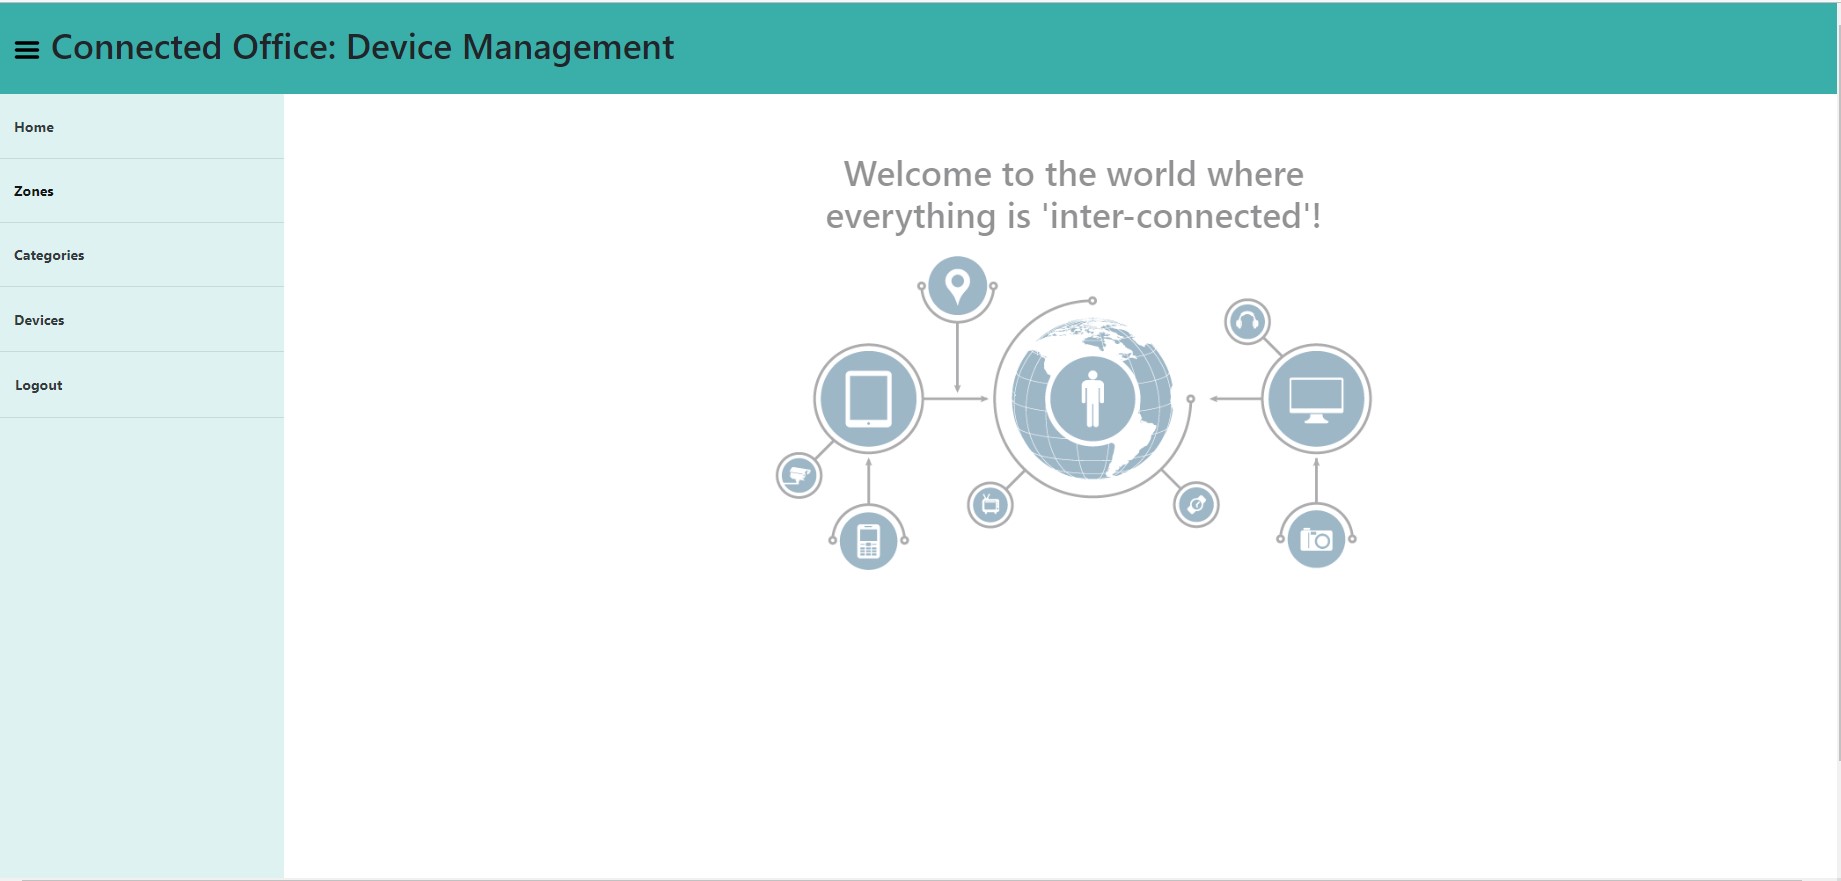 Connected Office: Device Management
Home
Zones
Categories
Devices
Logout
Welcome to the world where
everything is 'inter-connected'!